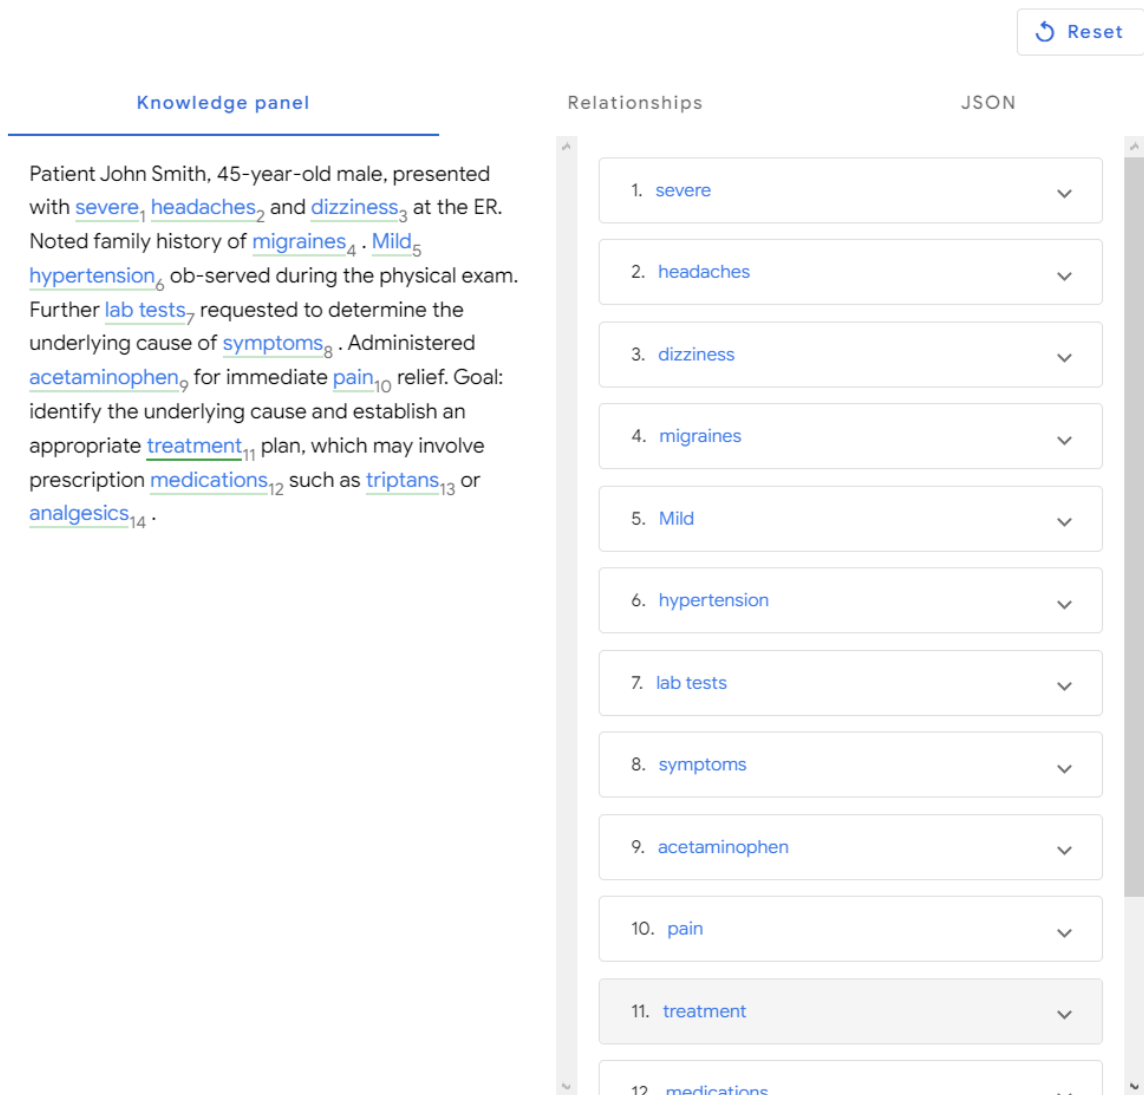 Reset
Knowledge panel
Relationships
JSON
Patient John Smith, 45-year-old male, presented
with severe1 headaches2 and dizziness3 at the ER.
Noted family history of migraines4 . Mild5
hypertension6 ob-served during the physical exam.
Further lab tests7 requested to determine the
underlying cause of symptoms8 . Administered
acetaminophen9 for immediate pain10 relief. Goal:
identify the underlying cause and establish an
appropriate treatment11 plan, which may involve
prescription medications12 such as triptans13 or
analgesics14 .
1. severe
2. headaches
3. dizziness
4. migraines
5. Mild
6. hypertension
7. lab tests
8. symptoms
9. acetaminophen
10. pain
11. treatment
12. medications